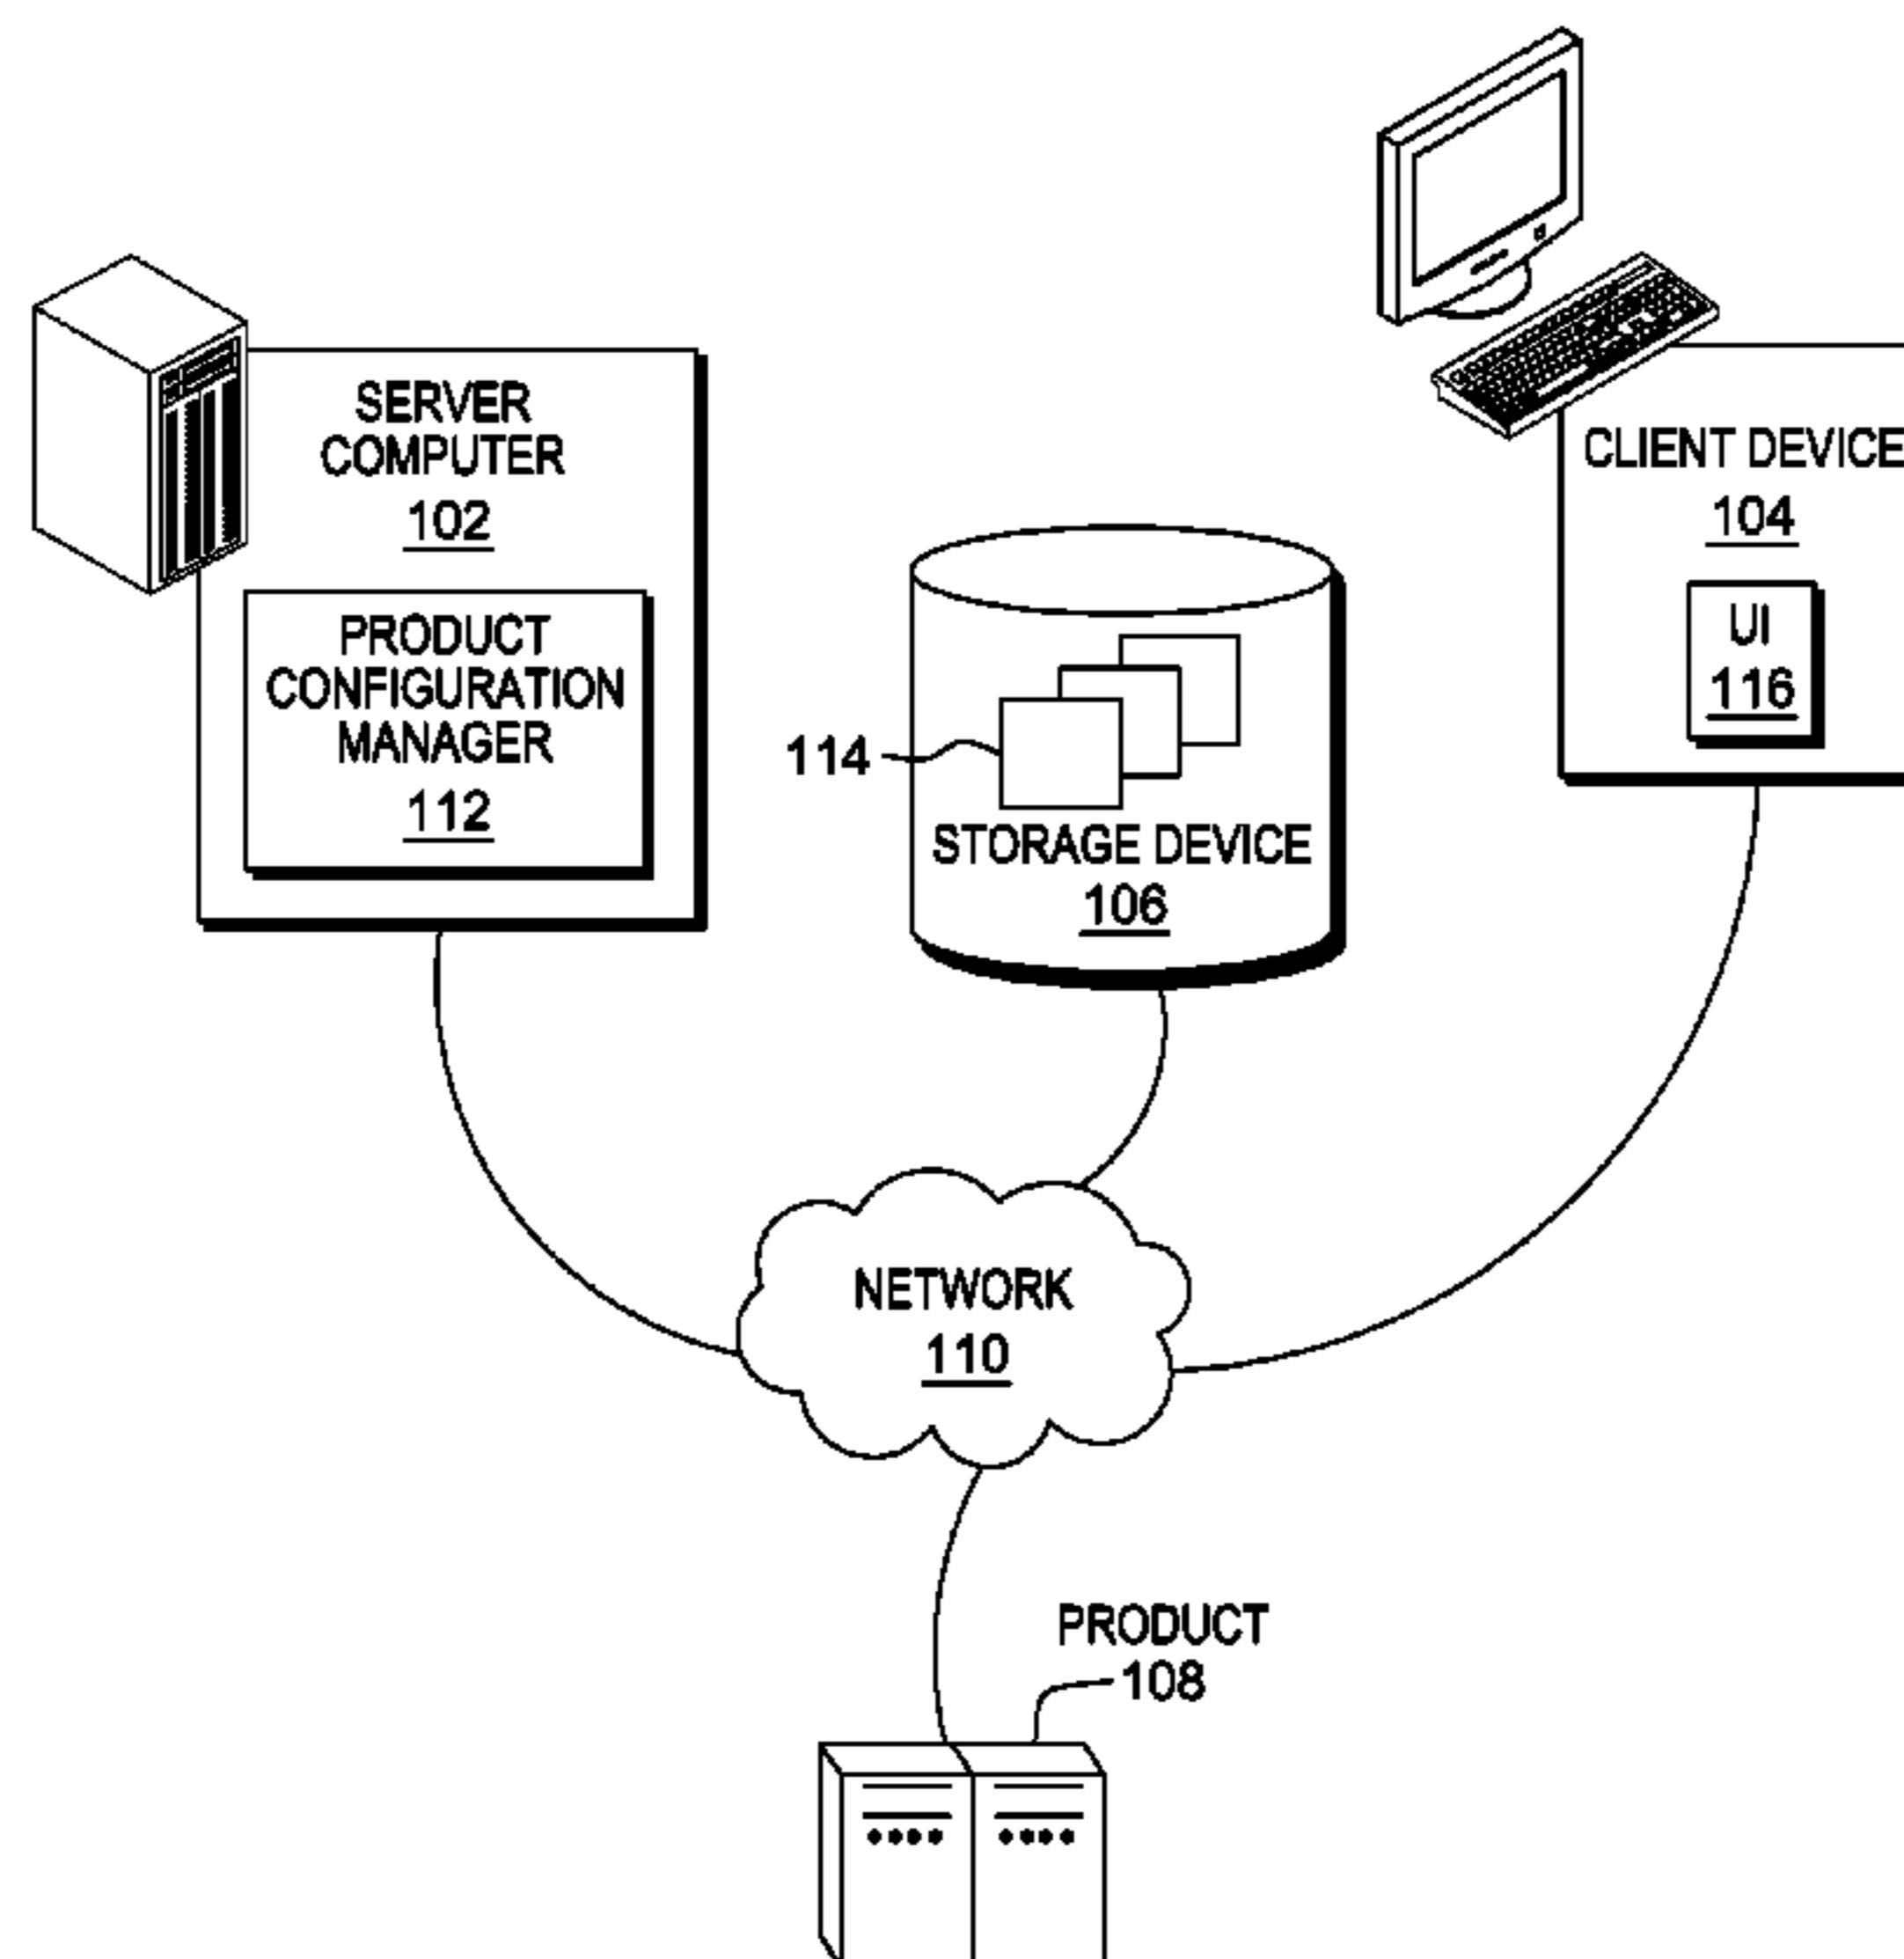 SERVER
COMPUTER
102
PRODUCT
CONFIGURATION
MANAGER
112
114
STORAGE DEVICE
106
CLIENT DEVICE
104
UI
116
NETWORK
110
PRODUCT
108